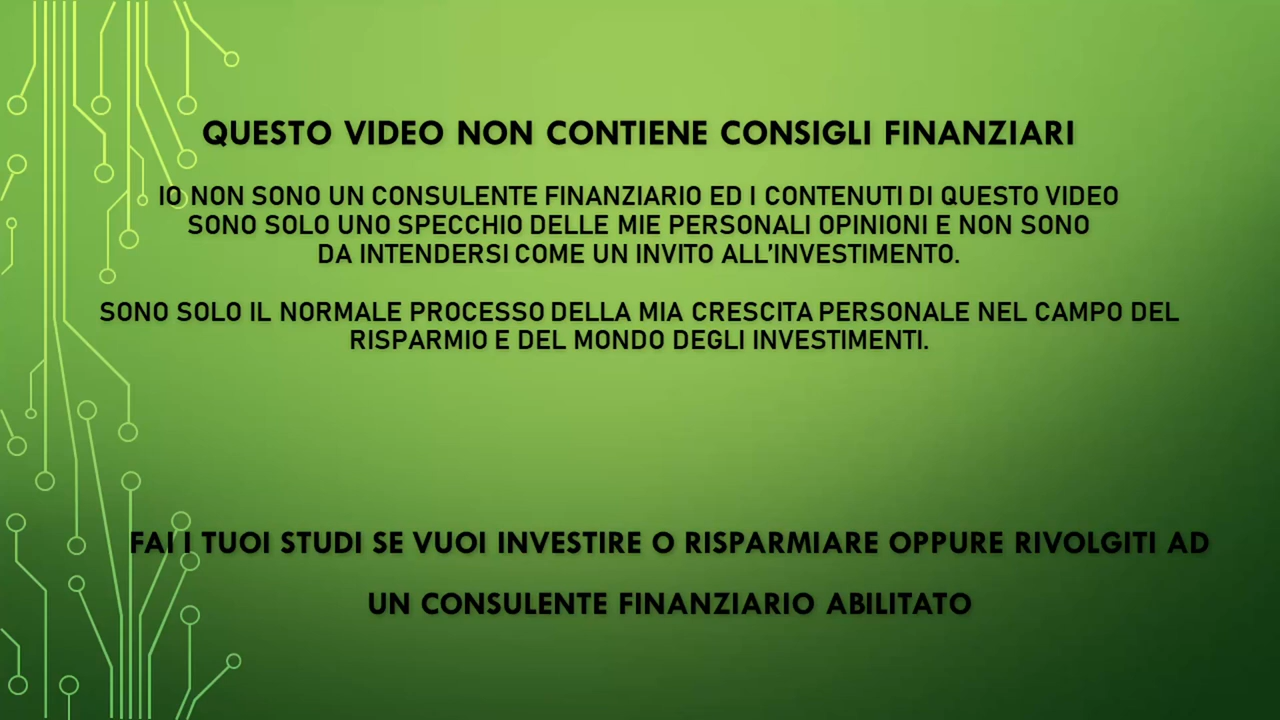 QUESTO VIDEO NON CONTIENE CONSIGLI FINANZIARI
IO NON SONO UN CONSULENTE FINANZIARIO ED I CONTENUTI DI QUESTO VIDEO
SONO SOLO UNO SPECCHIO DELLE MIE PERSONALI OPINIONI E NON SONO
DA INTENDERSI COME UN INVITO ALL'INVESTIMENTO.
SONO SOLO IL NORMALE PROCESSO DELLA MIA CRESCITA PERSONALE NEL CAMPO DEL
RISPARMIO E DEL MONDO DEGLI INVESTIMENTI.
FAI I TUOI STUDI SE VUOI INVESTIRE O RISPARMIARE OPPURE RIVOLGITI AD
UN CONSULENTE FINANZIARIO ABILITATO